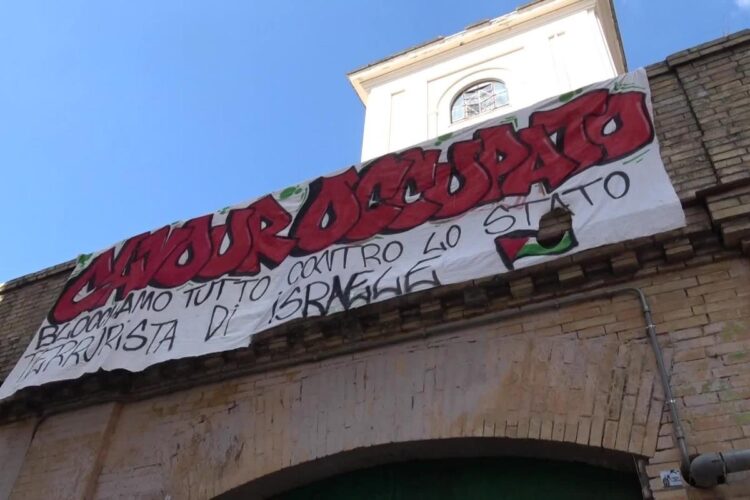 CAVOUR OCCUPATO
BLOCCHIAMO TUTTO CONTRO LO STATO
TERRORISTA DI ISRAELE